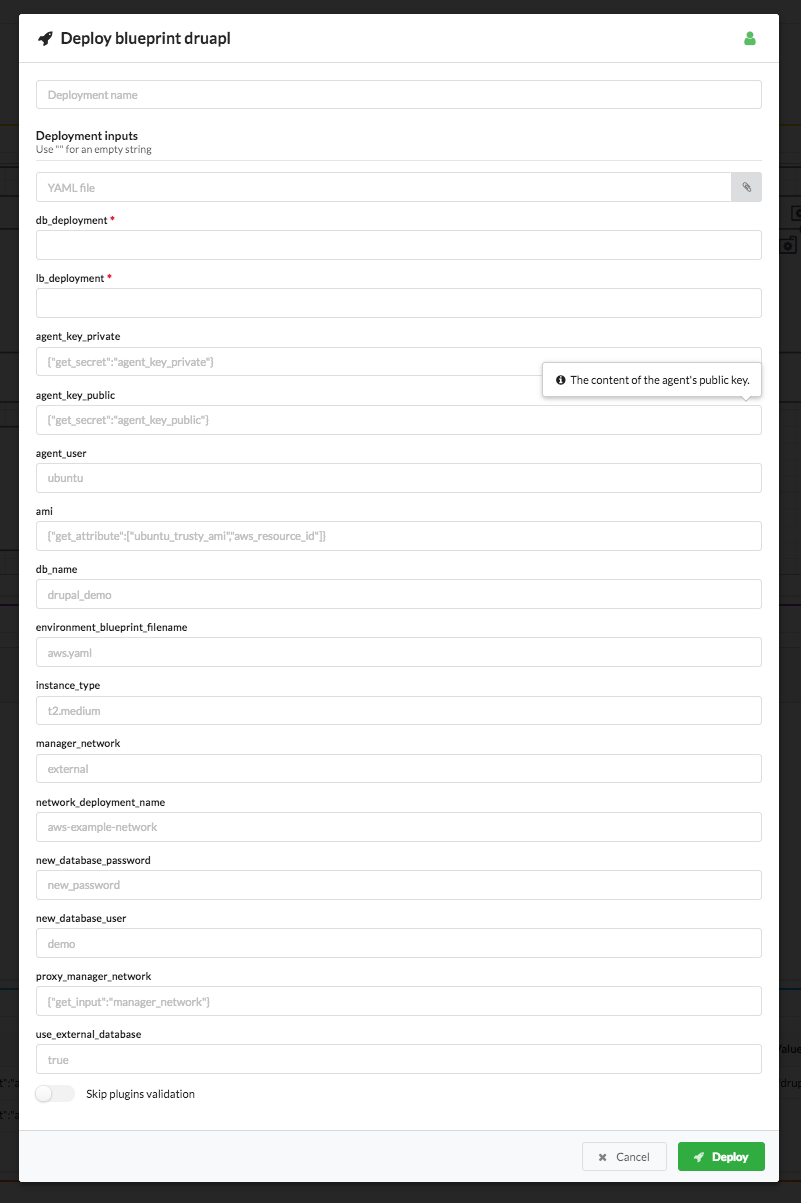 Deploy blueprint druapl
Deployment name
Deployment inputs
Use "" for an empty string
YAML file
db_deployment *
lb_deployment *
agent_key_private
{"get_secret":"agent_key_private"}
The content of the agent's public key.
agent_key_public
{"get_secret":"agent_key_public"}
agent_user
ubuntu
ami
{"get_attribute":["ubuntu_trusty_ami","aws_resource_id"]}
db_name
drupal_demo
environment_blueprint_filename
aws.yaml
instance_type
t2.medium
manager_network
external
network_deployment_name
aws-example-network
new_database_password
new_password
new_database_user
demo
proxy_manager_network
{"get_input":"manager_network"}
use_external_database
true
Skip plugins validation
Cancel
Deploy